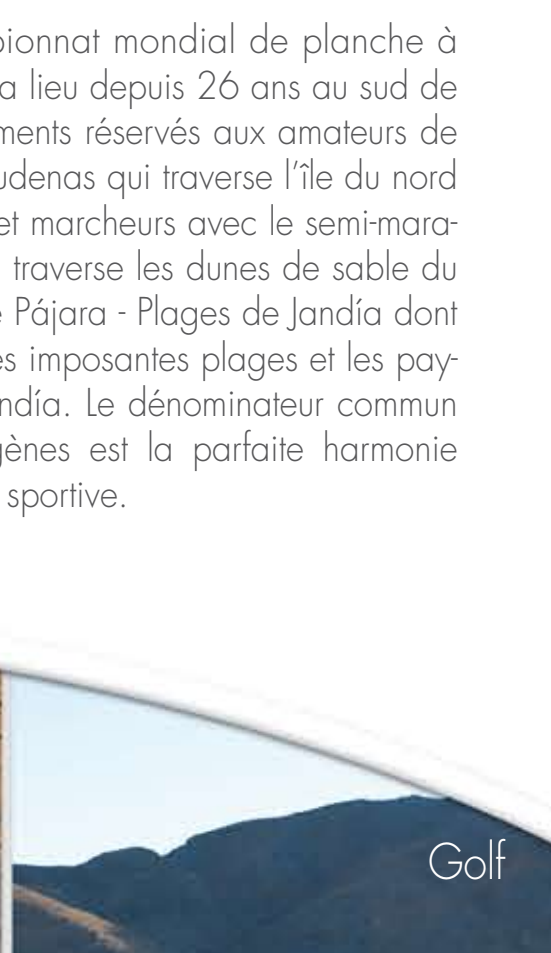 pionnat mondial de planche à
a lieu depuis 26 ans au sud de
ments réservés aux amateurs de
udenas qui traverse l’île du nord
et marcheurs avec le semi-mara-
traverse les dunes de sable du
e Pájara - Plages de Jandía dont
es imposantes plages et les pay-
ndía. Le dénominateur commun
gènes est la parfaite harmonie
sportive.
Golf